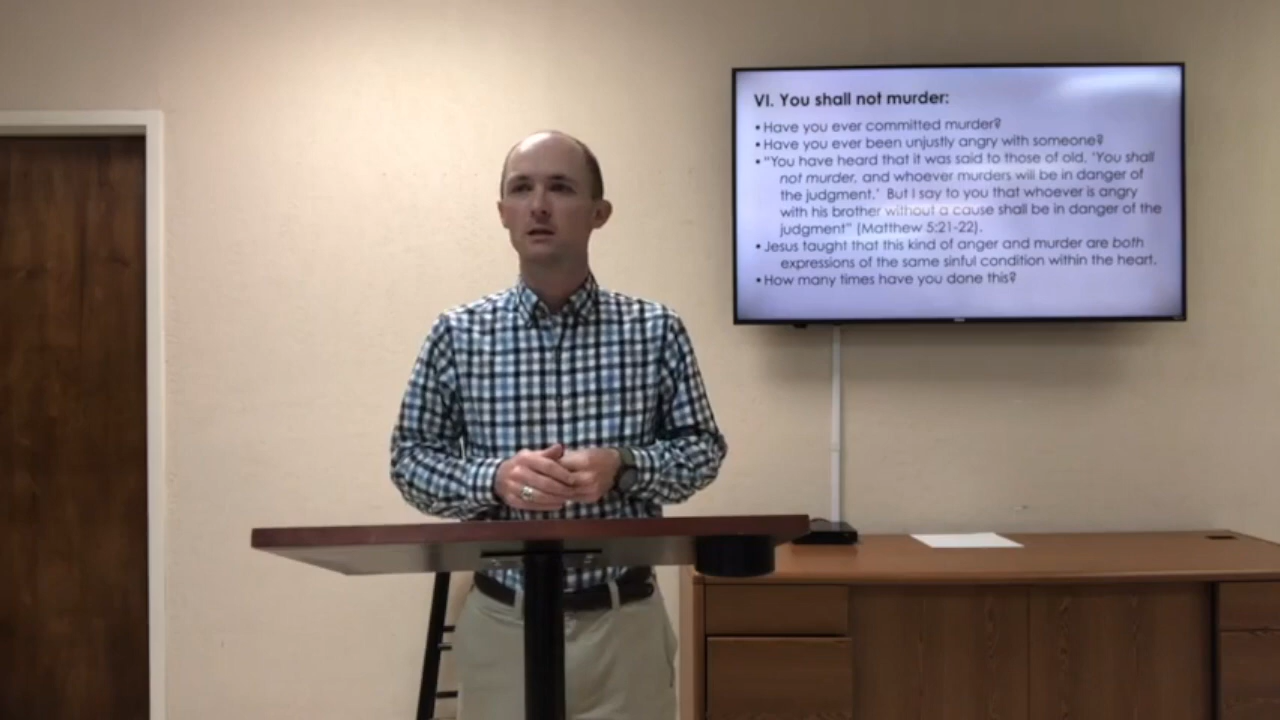 VI. You shall not murder:
• Have you ever committed murder?
• Have you ever been unjustly angry with someone?
• “You have heard that it was said to those of old. ‘You shall
not murder, and whoever murders will be in danger of
the judgment.’ But I say to you that whoever is angry
with his brother without a cause shall be in danger of the
judgment” (Matthew 5:21-22).
• Jesus taught that this kind of anger and murder are both
expressions of the same sinful condition within the heart.
• How many times have you done this?